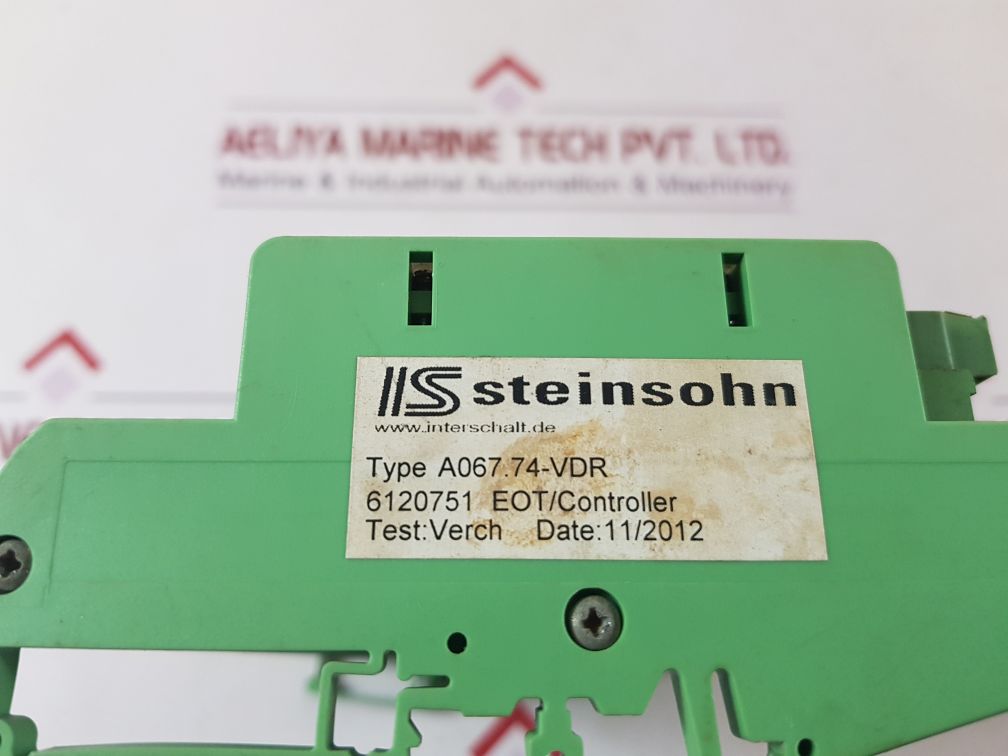 AELIYA MARINE TECH PVT. LTD.
Marine & Industrial Automation & Machinery
IS steinsohn
www.interschalt.de
Type A067.74-VDR
6120751 EOT/Controller
Test:Verch Date:11/2012